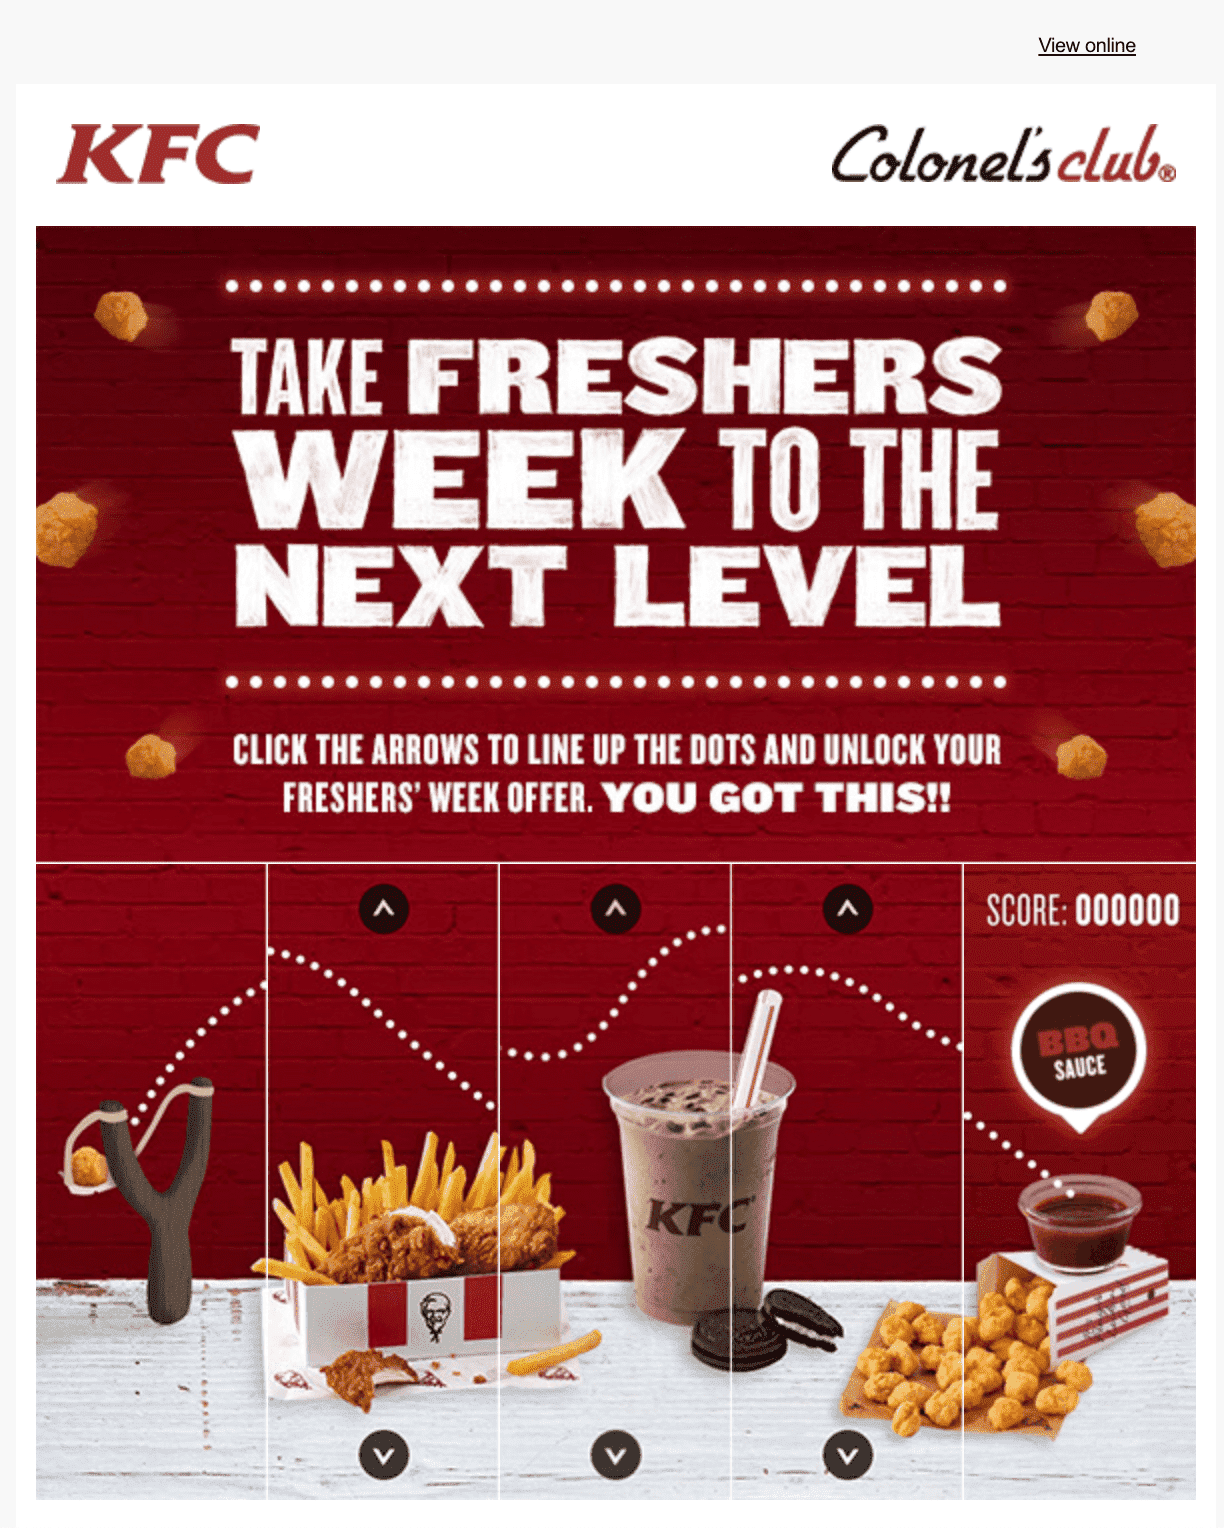 View online
KFC
Colonel's club®
TAKE FRESHERS
WEEK TO THE
NEXT LEVEL
CLICK THE ARROWS TO LINE UP THE DOTS AND UNLOCK YOUR
FRESHERS' WEEK OFFER. YOU GOT THIS!!
SCORE: 000000
BBQ
SAUCE
KFC